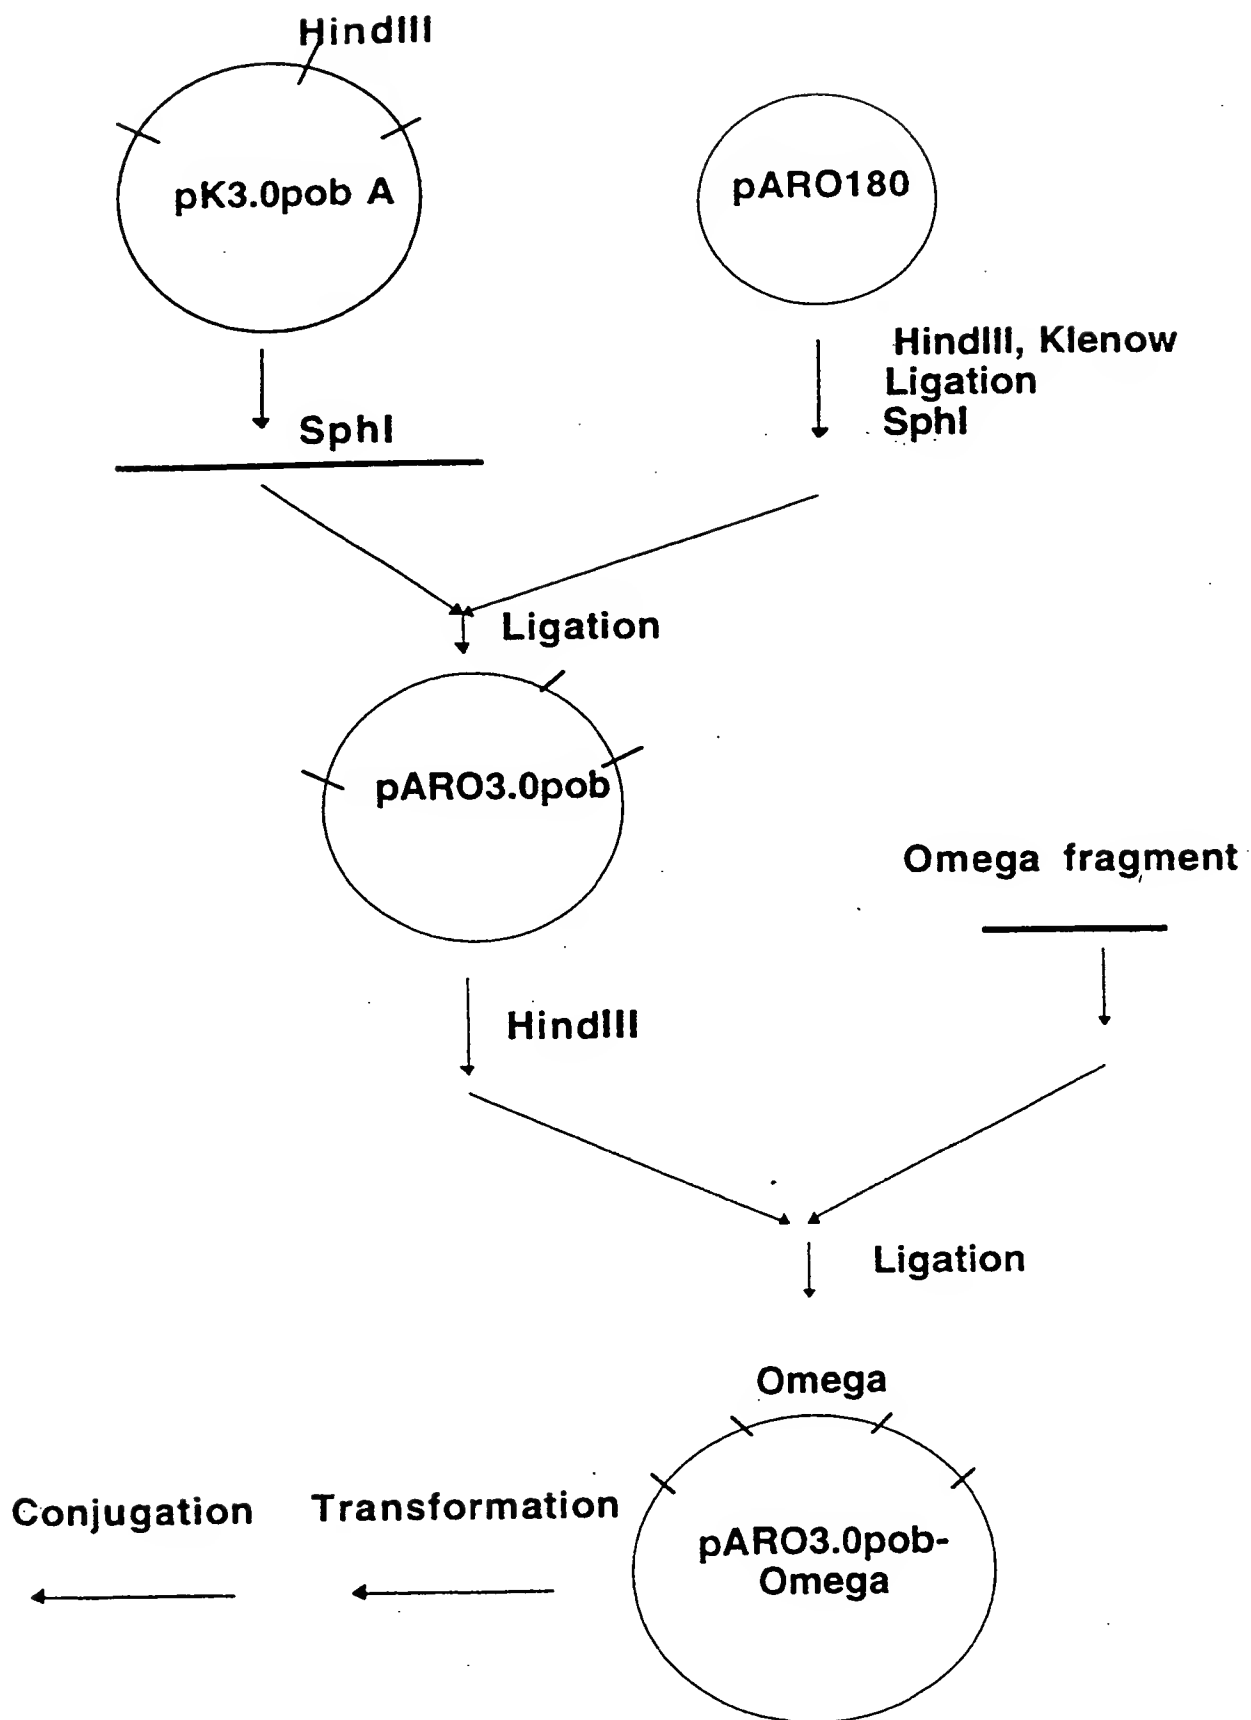 HindIII
pK3.0pob A
pARO180
HindIII, Klenow
Ligation
SphI
SphI
Ligation
pARO3.0pob
Omega fragment
HindIII
Ligation
Omega
Conjugation
Transformation
pARO3.0pob-
Omega